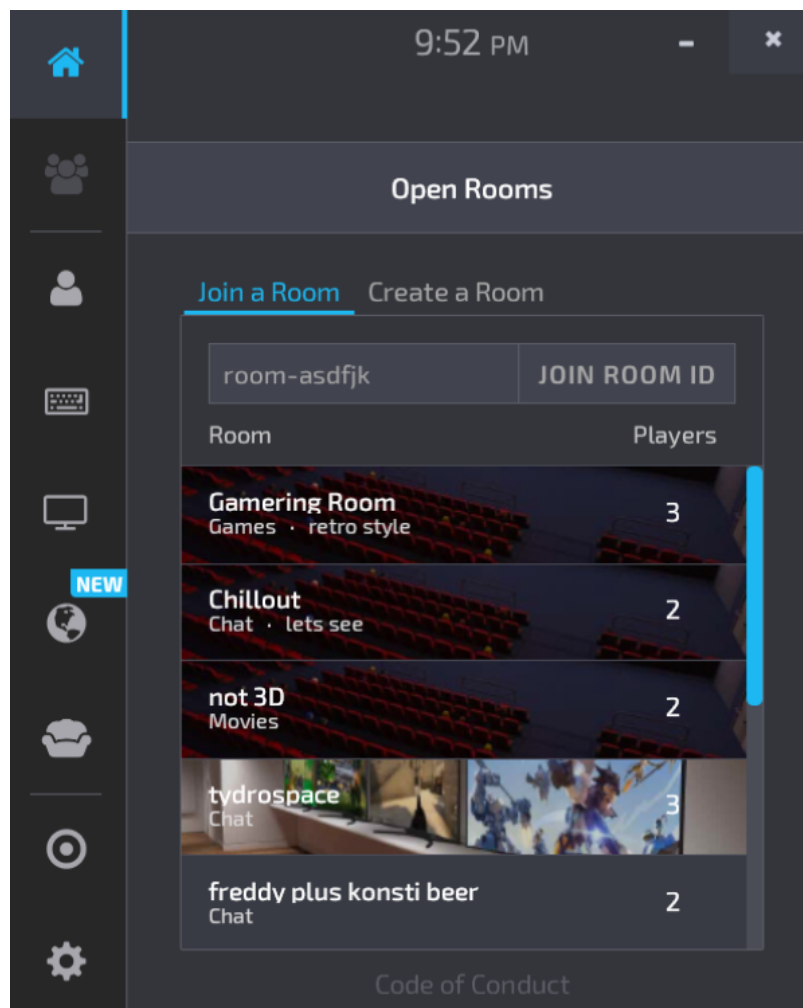 9:52 PM
Open Rooms
Join a Room Create a Room
room-asdfjk JOIN ROOM ID
Room Players
Gamering Room 3
Games · retro style
Chillout 2
Chat · lets see
not 3D 2
Movies
tydrospace 3
Chat
freddy plus konsti beer 2
Chat
NEW
Code of Conduct